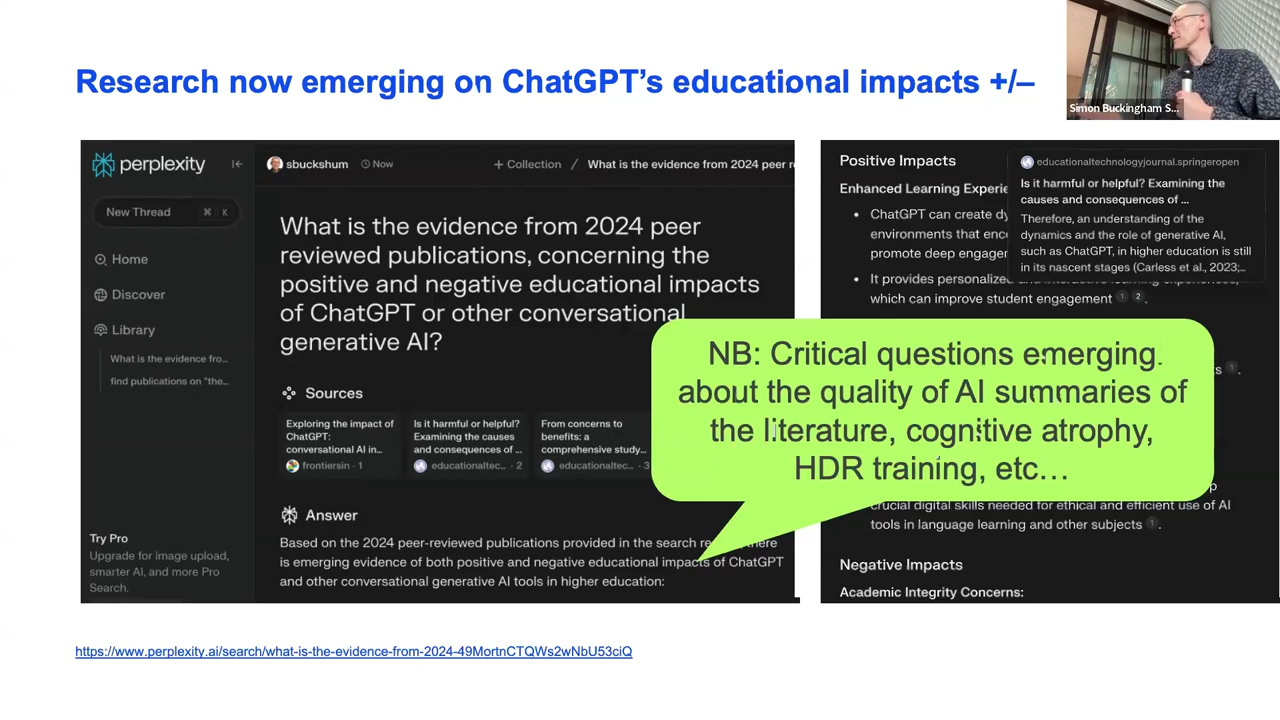 Research now emerging on ChatGPT's educational impacts +/–
Simon Buckingham S...
perplexity
New Thread
⌘ K
Home
Discover
Library
What is the evidence fro...
find publications on "the...
Try Pro
Upgrade for image upload,
smarter AI, and more Pro
Search.
sbuckshum Now
+ Collection / What is the evidence from 2024 peer
What is the evidence from 2024 peer
reviewed publications, concerning the
positive and negative educational impacts
of ChatGPT or other conversational
generative AI?
Sources
Exploring the impact of
ChatGPT:
conversational AI in...
frontiersin · 1
Is it harmful or helpful?
Examining the causes
and consequences of ...
educationaltec... · 2
From concerns to
benefits: a
comprehensive study...
educationaltec... · 3
Answer
Based on the 2024 peer-reviewed publications provided in the search there
is emerging evidence of both positive and negative educational impacts of ChatGPT
and other conversational generative AI tools in higher education:
Positive Impacts
Enhanced Learning
• ChatGPT can create
environments that
promote deep
• It provides personalized and interactive learning experiences,
which can improve student engagement 1 2 .
educationaltechnologyjournal.springeropen
Is it harmful or helpful? Examining the
causes and consequences of ...
Therefore, an understanding of the
dynamics and the role of generative AI,
such as ChatGPT, in higher education is still
in its nascent stages (Carless et al., 2023;...
NB: Critical questions emerging
about the quality of AI summaries of
the literature, cognitive atrophy,
HDR training, etc…
crucial digital skills needed for ethical and efficient use of AI
tools in language learning and other subjects 1 .
Negative Impacts
Academic Integrity Concerns:
https://www.perplexity.ai/search/what-is-the-evidence-from-2024-49MortnCTQWs2wNbU53ciQ